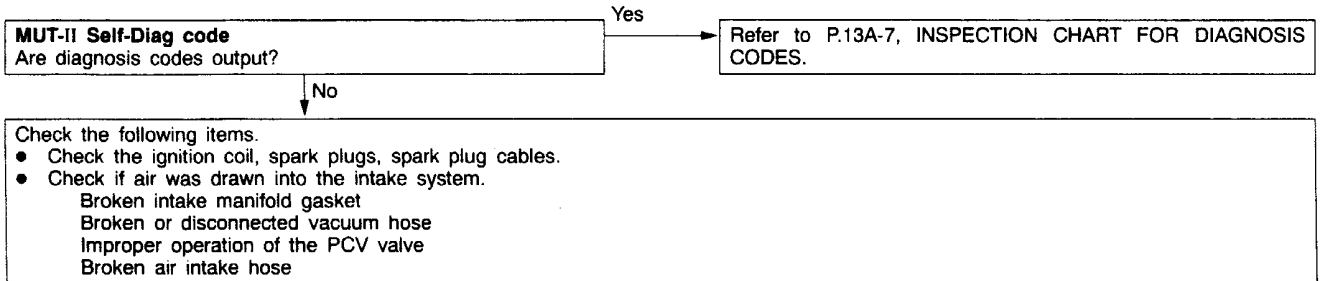 Yes
MUT-II Self-Diag code
Are diagnosis codes output?
Refer to P.13A-7, INSPECTION CHART FOR DIAGNOSIS
CODES.
No
Check the following items.
● Check the ignition coil, spark plugs, spark plug cables.
● Check if air was drawn into the intake system.
Broken intake manifold gasket
Broken or disconnected vacuum hose
Improper operation of the PCV valve
Broken air intake hose